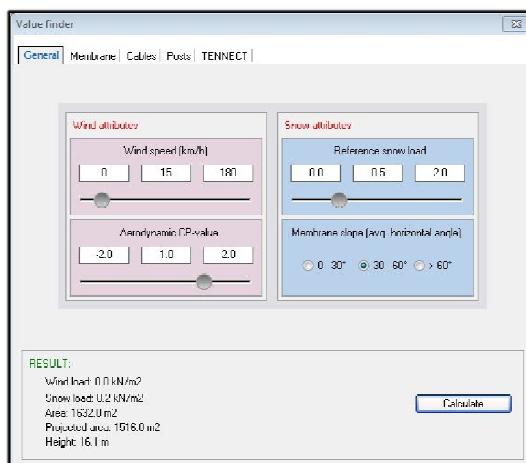 Value finder
General Membrane Cables Posts TENNECT
Wind attributes
Wind speed (km/h)
0 15 180
Aerodynamic CP-value
-2.0 1.0 2.0
Snow attributes
Reference snow load
0.0 0.5 2.0
Membrane slope (avg. horizontal angle)
0 30° 30 60° > 60°
RESULT:
Wind load: 0.0 kN/m2
Snow load: 0.2 kN/m2
Area: 1632.0 m2
Projected area: 1516.0 m2
Height: 16.1 m
Calculate